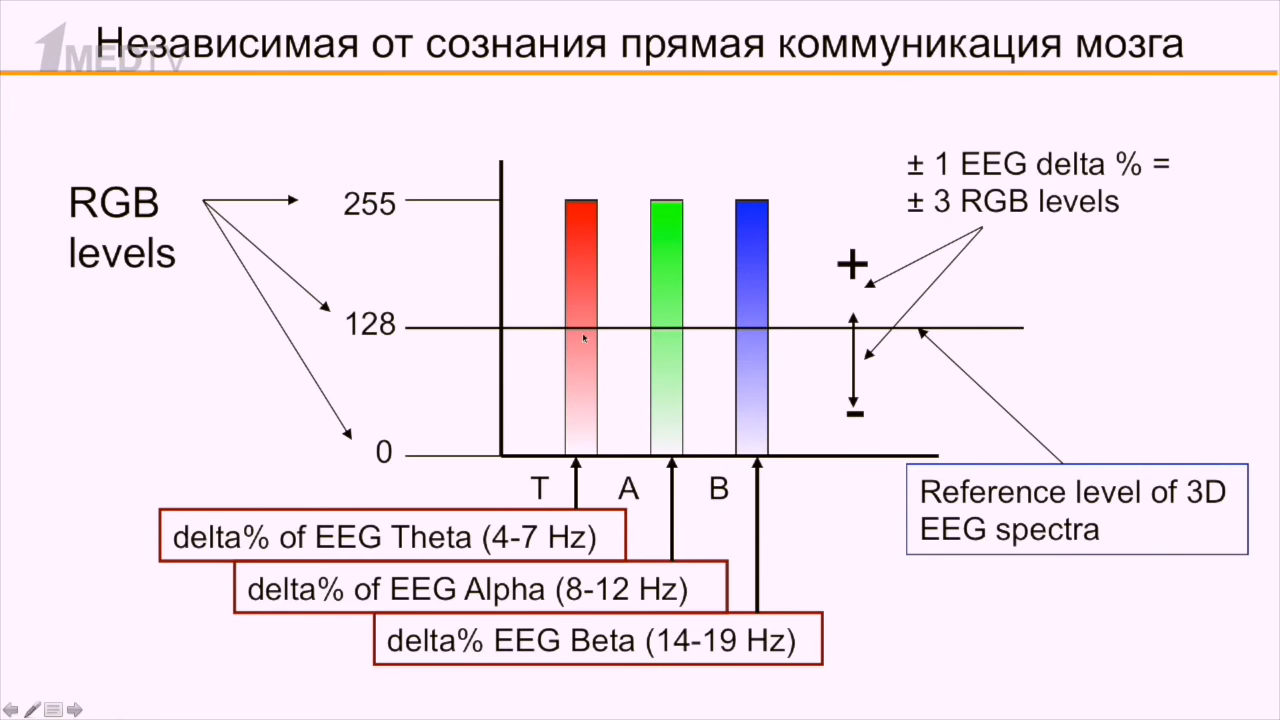 Независимая от сознания прямая коммуникация мозга
1MEDTV
RGB
levels
255
128
0
± 1 EEG delta % =
± 3 RGB levels
+
-
T A B
Reference level of 3D
EEG spectra
delta% of EEG Theta (4-7 Hz)
delta% of EEG Alpha (8-12 Hz)
delta% EEG Beta (14-19 Hz)